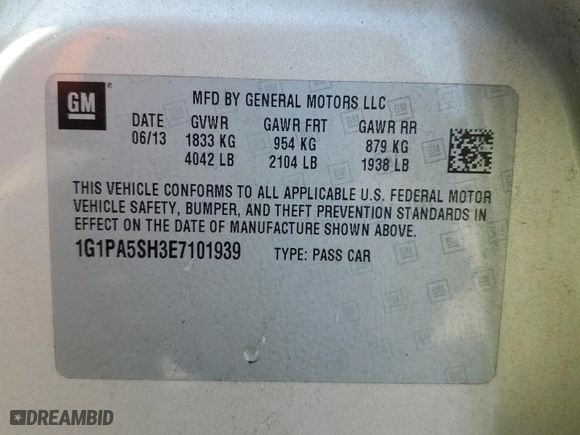 GM
MFD BY GENERAL MOTORS LLC
DATE GVWR GAWR FRT GAWR RR
06/13 1833 KG 954 KG 879 KG
4042 LB 2104 LB 1938 LB
THIS VEHICLE CONFORMS TO ALL APPLICABLE U.S. FEDERAL MOTOR
VEHICLE SAFETY, BUMPER, AND THEFT PREVENTION STANDARDS IN
EFFECT ON THE DATE OF MANUFACTURE SHOWN ABOVE.
1G1PA5SH3E7101939 TYPE: PASS CAR
DREAMBID